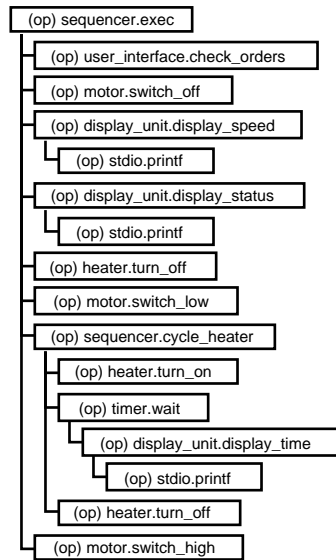 (op) sequencer.exec
(op) user_interface.check_orders
(op) motor.switch_off
(op) display_unit.display_speed
(op) stdio.printf
(op) display_unit.display_status
(op) stdio.printf
(op) heater.turn_off
(op) motor.switch_low
(op) sequencer.cycle_heater
(op) heater.turn_on
(op) timer.wait
(op) display_unit.display_time
(op) stdio.printf
(op) heater.turn_off
(op) motor.switch_high